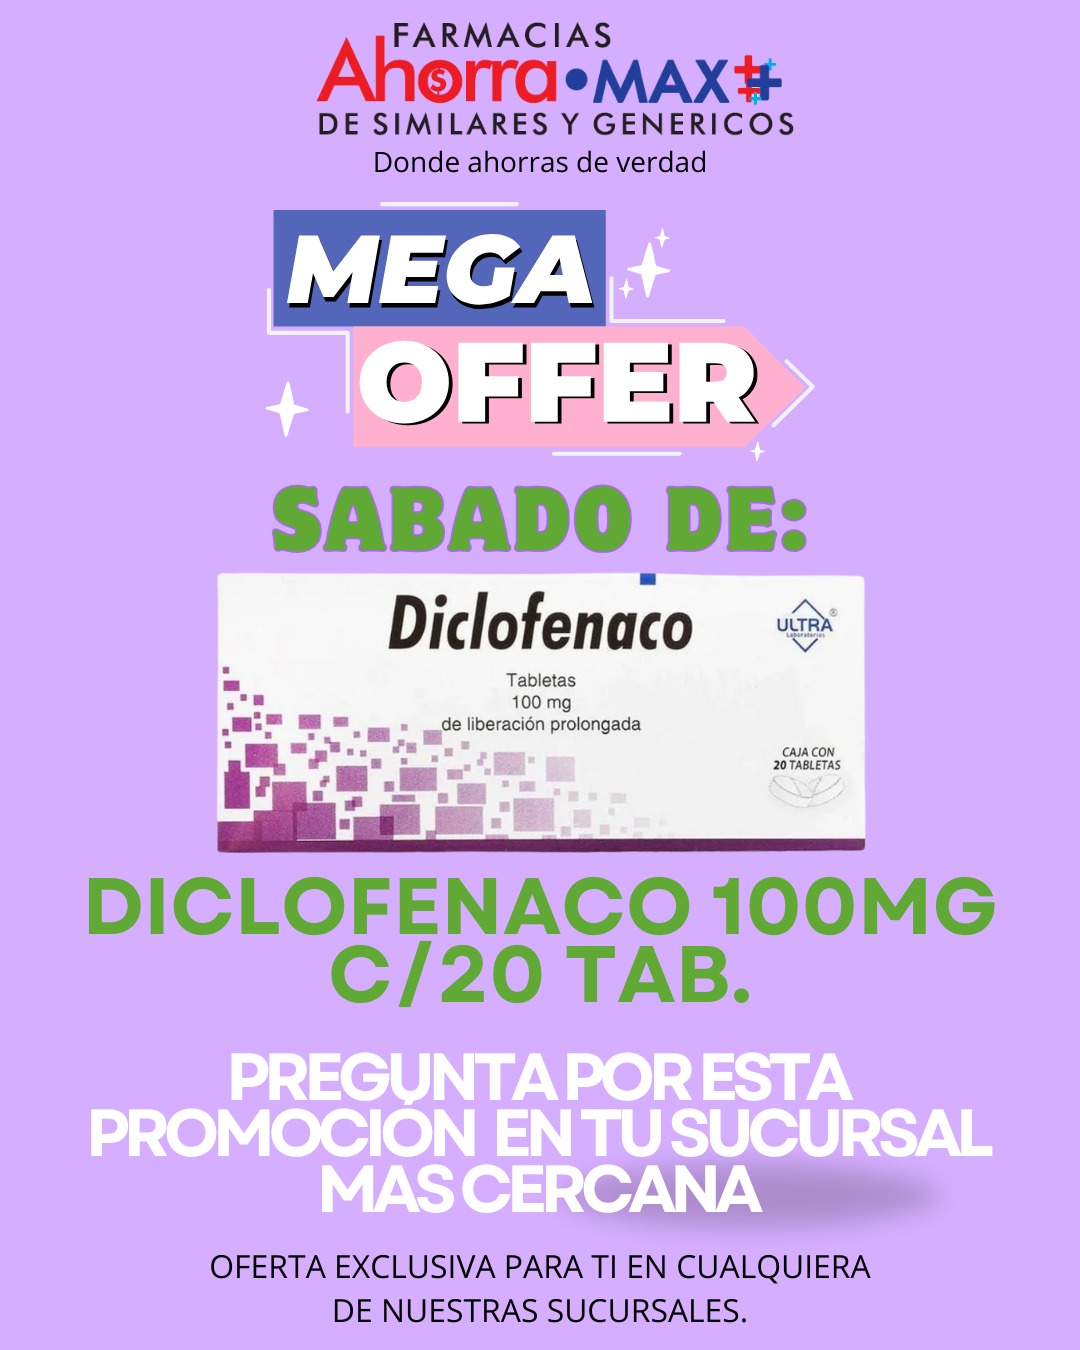 FARMACIAS
Ahorra•MAX
DE SIMILARES Y GENERICOS
Donde ahorras de verdad
MEGA
OFFER
SABADO DE:
Diclofenaco
ULTRA®
Laboratorios
Tabletas
100 mg
de liberación prolongada
CAJA CON
20 TABLETAS
DICLOFENACO 100MG
C/20 TAB.
PREGUNTA POR ESTA
PROMOCIÓN EN TU SUCURSAL
MAS CERCANA
OFERTA EXCLUSIVA PARA TI EN CUALQUIERA
DE NUESTRAS SUCURSALES.